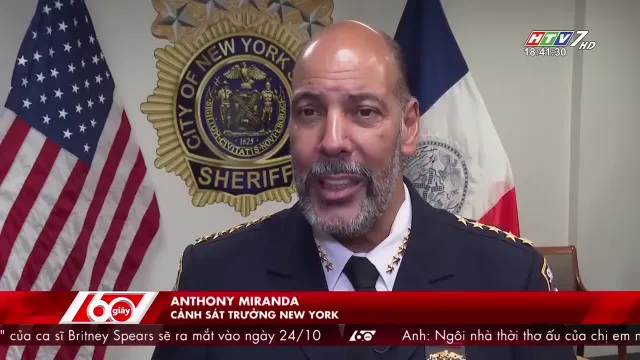 HTV7 HD
18:41:30
CITY OF NEW YORK
1625
SHERIFF
60 giây
ANTHONY MIRANDA
CẢNH SÁT TRƯỞNG NEW YORK
" của ca sĩ Britney Spears sẽ ra mắt vào ngày 24/10
60
Anh: Ngôi nhà thời thơ ấu của chị em